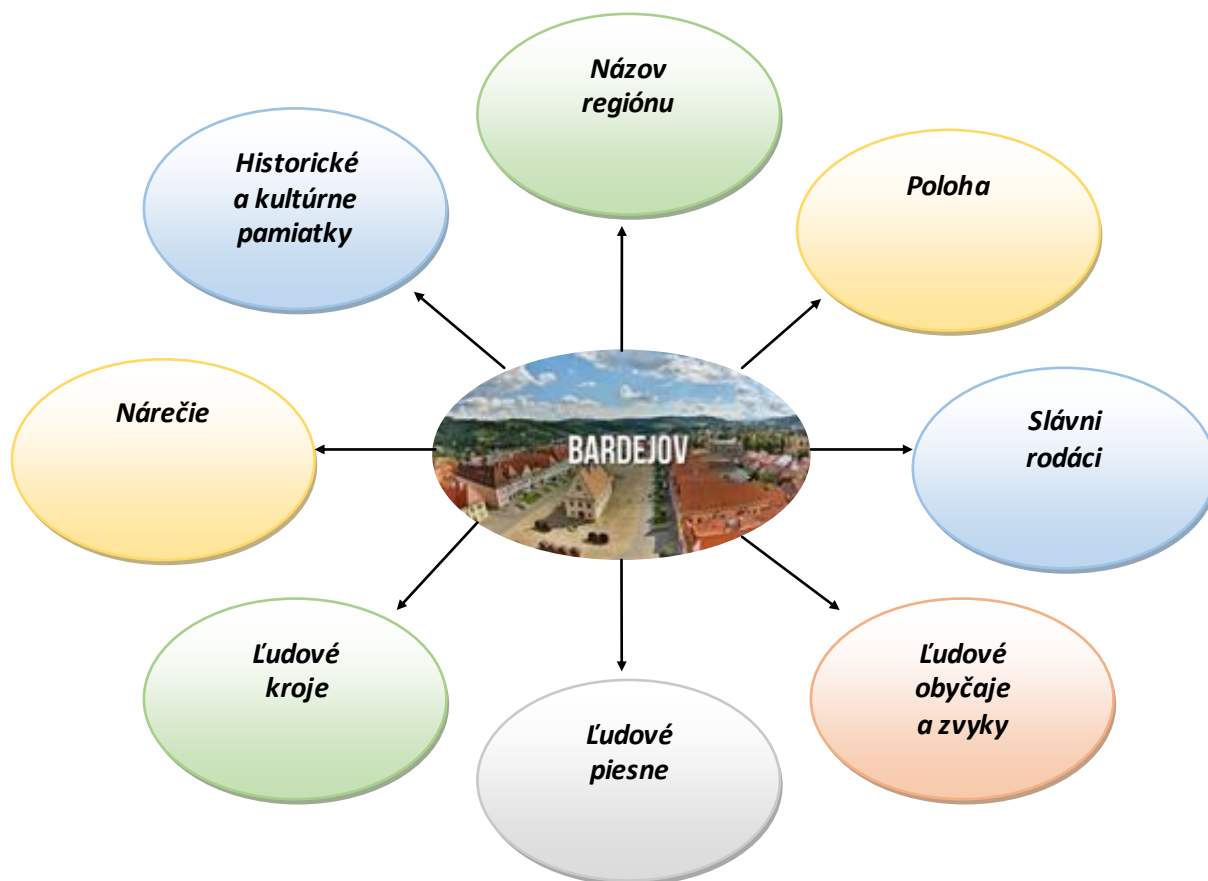 Názov
regiónu
Historické
a kultúrne
pamiatky
Poloha
Nárečie
BARDEJOV
Slávni
rodáci
Ľudové
kroje
Ľudové
piesne
Ľudové
obyčaje
a zvyky